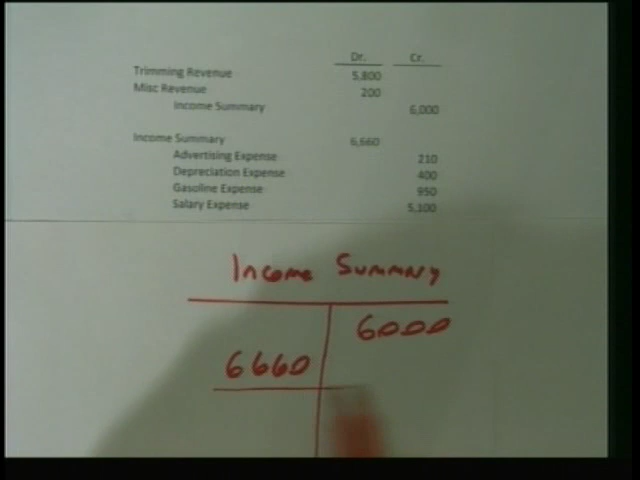 Dr. Cr.
Trimming Revenue 5,800
Misc Revenue 200
Income Summary 6,000
Income Summary 6,660
Advertising Expense 210
Depreciation Expense 400
Gasoline Expense 950
Salary Expense 5,100
Income Summary
6000
6660